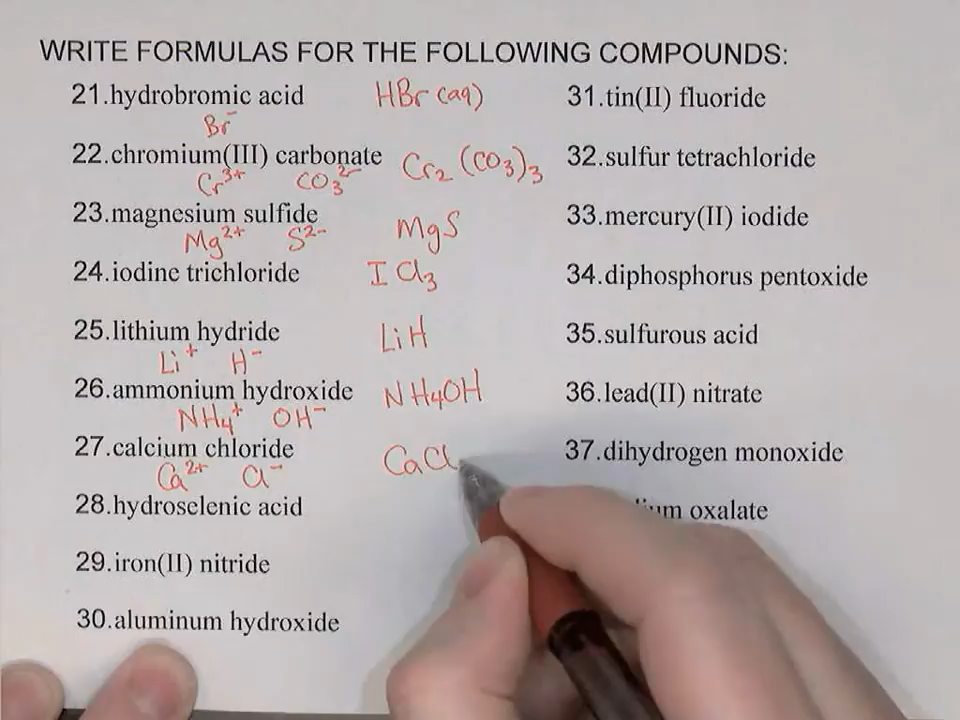 WRITE FORMULAS FOR THE FOLLOWING COMPOUNDS:
21.hydrobromic acid HBr (aq)
Br⁻
22.chromium(III) carbonate Cr₂ (CO₃)₃
Cr³⁺ CO₃²⁻
23.magnesium sulfide MgS
Mg²⁺ S²⁻
24.iodine trichloride ICl₃
25.lithium hydride LiH
Li⁺ H⁻
26.ammonium hydroxide NH₄OH
NH₄⁺ OH⁻
27.calcium chloride CaCl
Ca²⁺ Cl⁻
28.hydroselenic acid
29.iron(II) nitride
30.aluminum hydroxide
31.tin(II) fluoride
32.sulfur tetrachloride
33.mercury(II) iodide
34.diphosphorus pentoxide
35.sulfurous acid
36.lead(II) nitrate
37.dihydrogen monoxide
oxalate